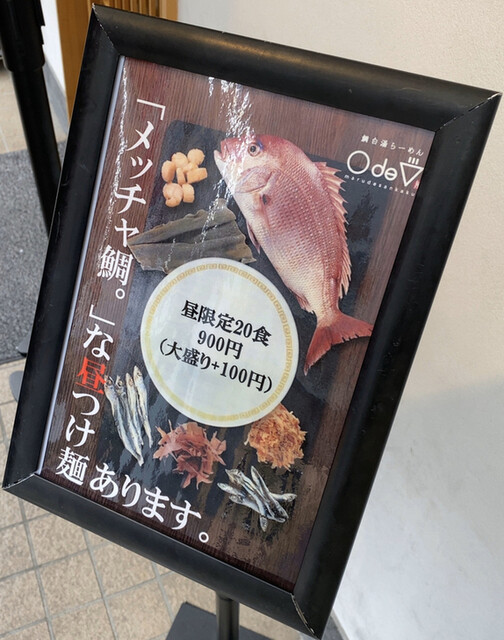 「メッチャ鯛。」な昼つけ麺あります。
昼限定20食
900円
(大盛り+100円)
鯛白湯らーめん